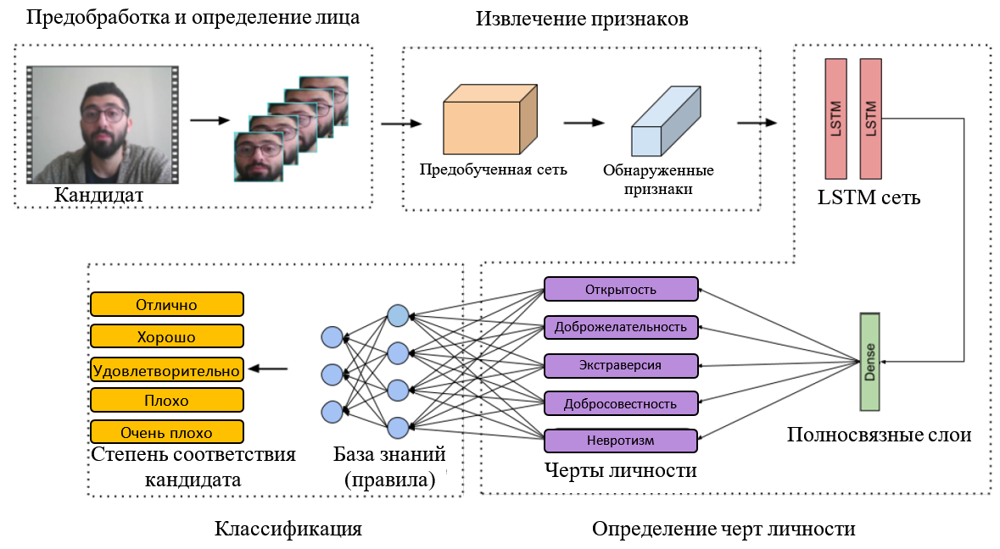 Предобработка и определение лица
Извлечение признаков
Кандидат
Предобученная сеть
Обнаруженные
признаки
LSTM
LSTM
LSTM сеть
Отлично
Хорошо
Удовлетворительно
Плохо
Очень плохо
Степень соответствия
кандидата
База знаний
(правила)
Открытость
Доброжелательность
Экстраверсия
Добросовестность
Невротизм
Черты личности
Dense
Полносвязные слои
Классификация
Определение черт личности